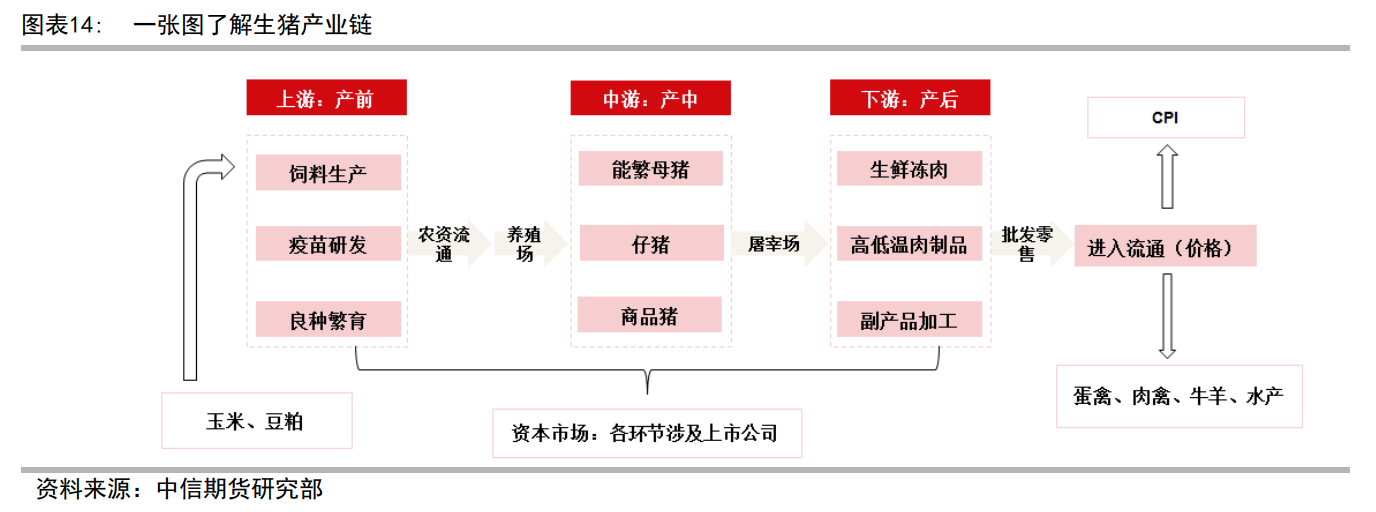 图表14： 一张图了解生猪产业链
上游：产前
中游：产中
下游：产后
CPI
饲料生产
能繁母猪
生鲜冻肉
疫苗研发
农资流
通
养殖
场
仔猪
屠宰场
高低温肉制品
批发零
售
进入流通（价格）
良种繁育
商品猪
副产品加工
玉米、豆粕
资本市场：各环节涉及上市公司
蛋禽、肉禽、牛羊、水产
资料来源：中信期货研究部